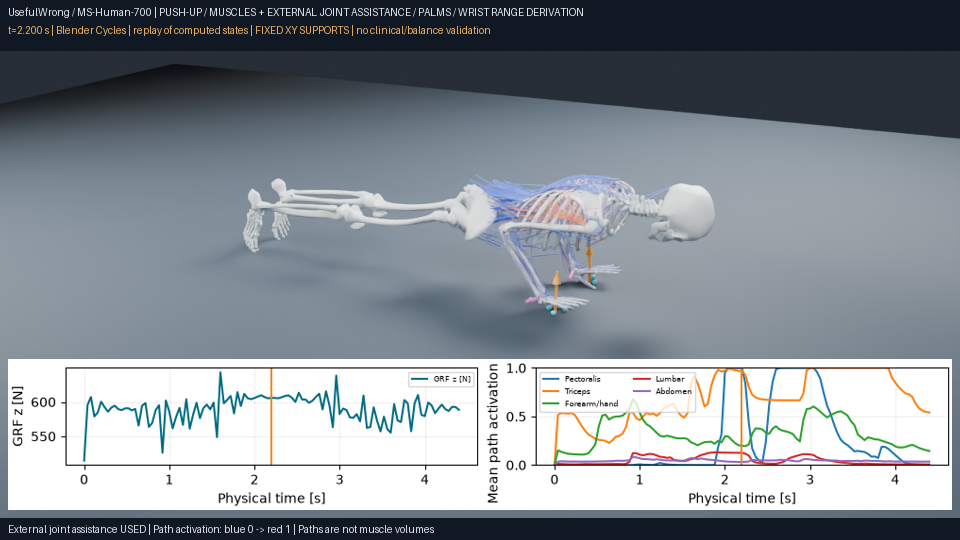 UsefulWrong / MS-Human-700 | PUSH-UP / MUSCLES + EXTERNAL JOINT ASSISTANCE / PALMS / WRIST RANGE DERIVATION
t=2.200 s | Blender Cycles | replay of computed states | FIXED XY SUPPORTS | no clinical/balance validation
GRF z [N]
600
550
GRF z [N]
0 1 2 3 4
Physical time [s]
Mean path activation
1.0
0.5
0.0
Pectoralis
Triceps
Forearm/hand
Lumbar
Abdomen
0 1 2 3 4
Physical time [s]
External joint assistance USED | Path activation: blue 0 -> red 1 | Paths are not muscle volumes